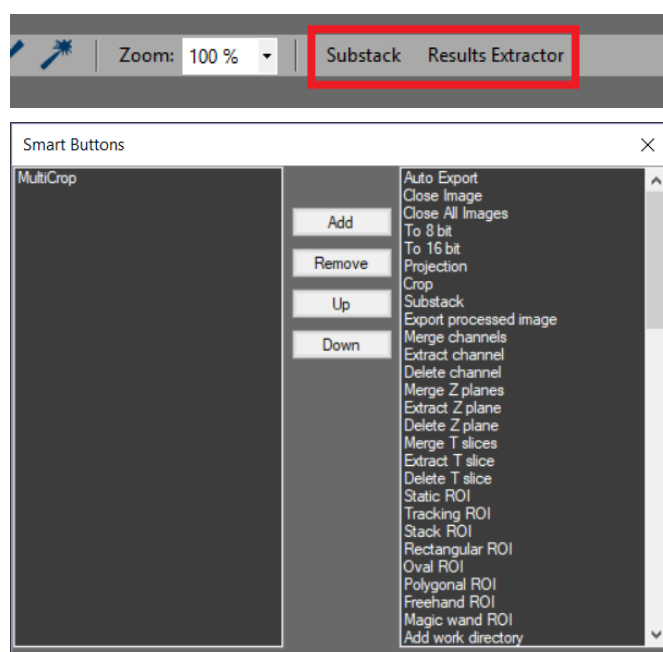 Zoom: 100 % Substack Results Extractor
Smart Buttons
MultiCrop
Add
Remove
Up
Down
Auto Export
Close Image
Close All Images
To 8 bit
To 16 bit
Projection
Crop
Substack
Export processed image
Merge channels
Extract channel
Delete channel
Merge Z planes
Extract Z plane
Delete Z plane
Merge T slices
Extract T slice
Delete T slice
Static ROI
Tracking ROI
Stack ROI
Rectangular ROI
Oval ROI
Polygonal ROI
Freehand ROI
Magic wand ROI
Add work directory